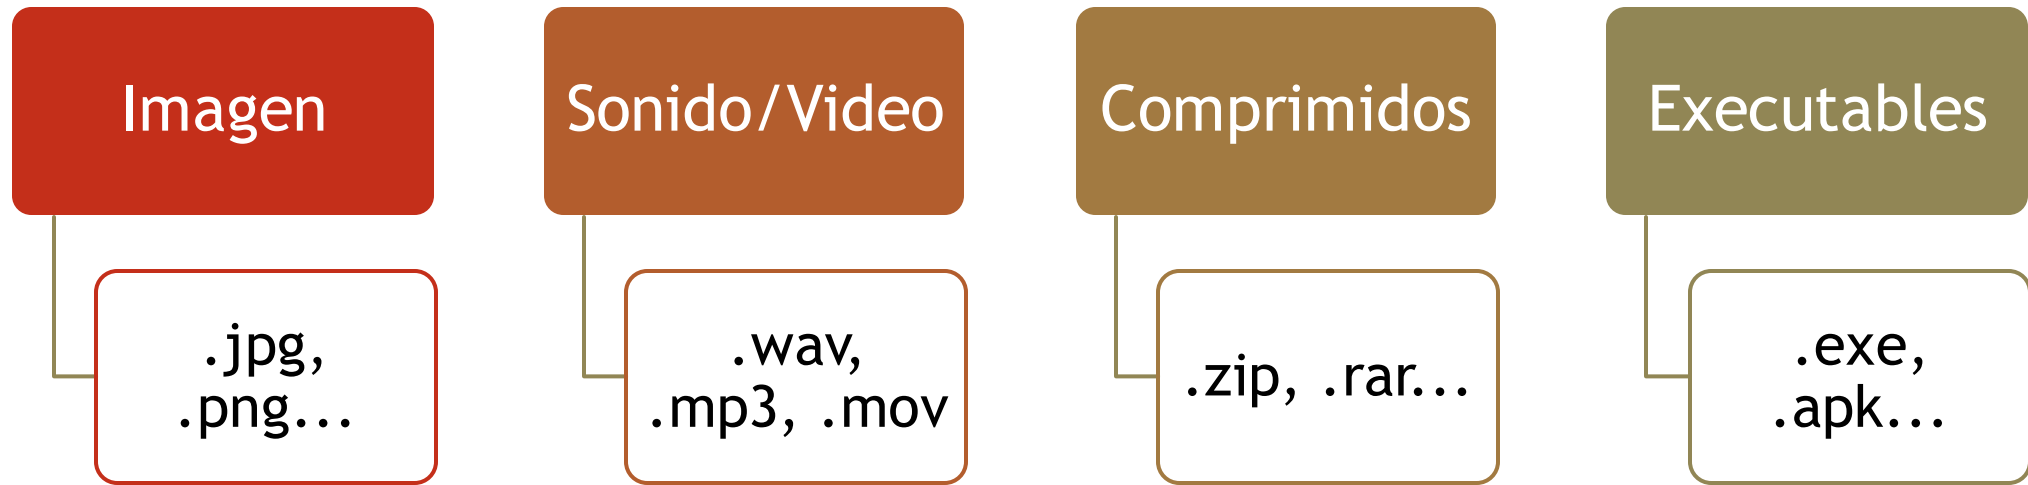 Imagen
.jpg,
.png...
Sonido/Video
.wav,
.mp3, .mov
Comprimidos
.zip, .rar...
Executables
.exe,
.apk...